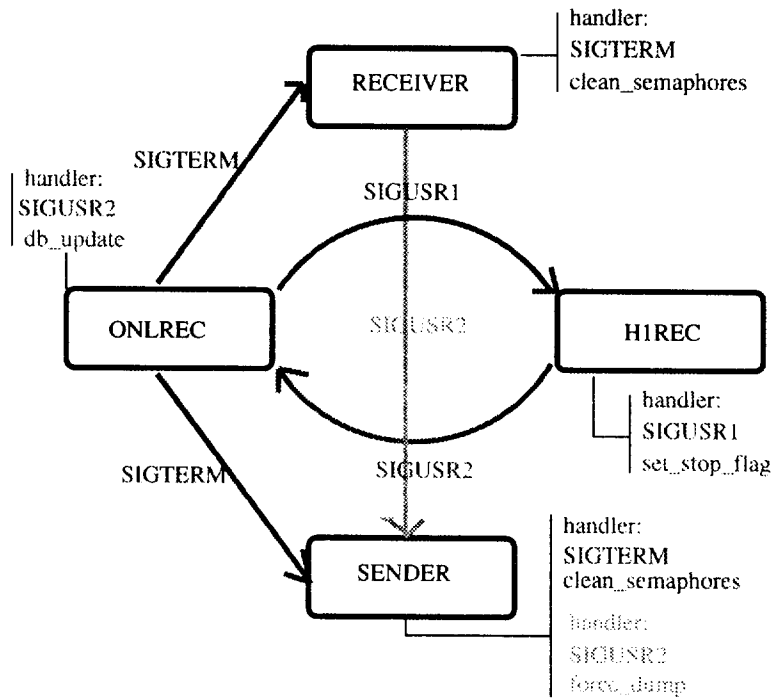 handler:
SIGTERM
clean_semaphores
RECEIVER
SIGTERM
handler:
SIGUSR2
db_update
SIGUSR1
ONLREC
SIGUSR2
H1REC
handler:
SIGUSR1
set_stop_flag
SIGTERM
SIGUSR2
handler:
SIGTERM
clean_semaphores
SENDER
handler:
SIGUSR2
force_dump